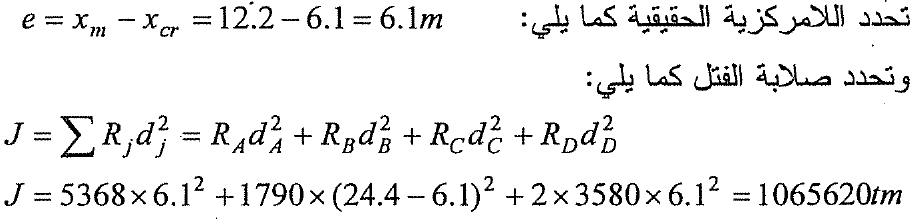 تحدد اللامركزية الحقيقية كما يلي: e = x_m − x_cr = 12.2 − 6.1 = 6.1m
وتحدد صلابة الفتل كما يلي:
J = ∑ R_j d_j^2 = R_A d_A^2 + R_B d_B^2 + R_C d_C^2 + R_D d_D^2
J = 5368×6.1^2 +1790×(24.4−6.1)^2 + 2×3580×6.1^2 = 1065620tm